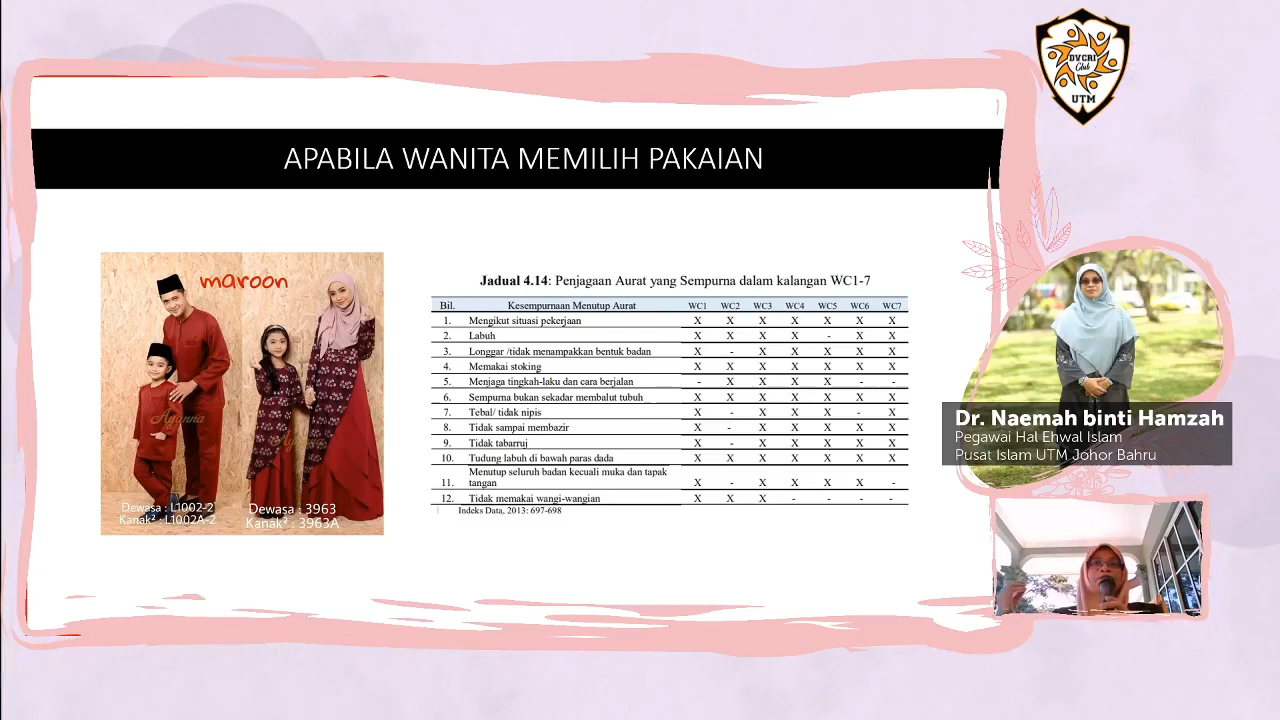 DVCRI
Club
UTM
APABILA WANITA MEMILIH PAKAIAN
maroon
Ayanna
Ayanna
Dewasa : L1002-2
Kanak² : L1002A-2
Dewasa : 3963
Kanak² : 3963A
Jadual 4.14: Penjagaan Aurat yang Sempurna dalam kalangan WC1-7
Bil. Kesempurnaan Menutup Aurat WC1 WC2 WC3 WC4 WC5 WC6 WC7
1. Mengikut situasi pekerjaan X X X X X X X
2. Labuh X X X X - X X
3. Longgar /tidak menampakkan bentuk badan X - X X X X X
4. Memakai stoking X X X X X X X
5. Menjaga tingkah-laku dan cara berjalan - X X X X - -
6. Sempurna bukan sekadar membalut tubuh X X X X X X X
7. Tebal/ tidak nipis X - X X X - X
8. Tidak sampai membazir X - X X X X X
9. Tidak tabarruj X - X X X X X
10. Tudung labuh di bawah paras dada X X X X X X X
11. Menutup seluruh badan kecuali muka dan tapak
tangan X - X X X X -
12. Tidak memakai wangi-wangian X X X - - - -
Indeks Data, 2013: 697-698
Dr. Naemah binti Hamzah
Pegawai Hal Ehwal Islam
Pusat Islam UTM Johor Bahru